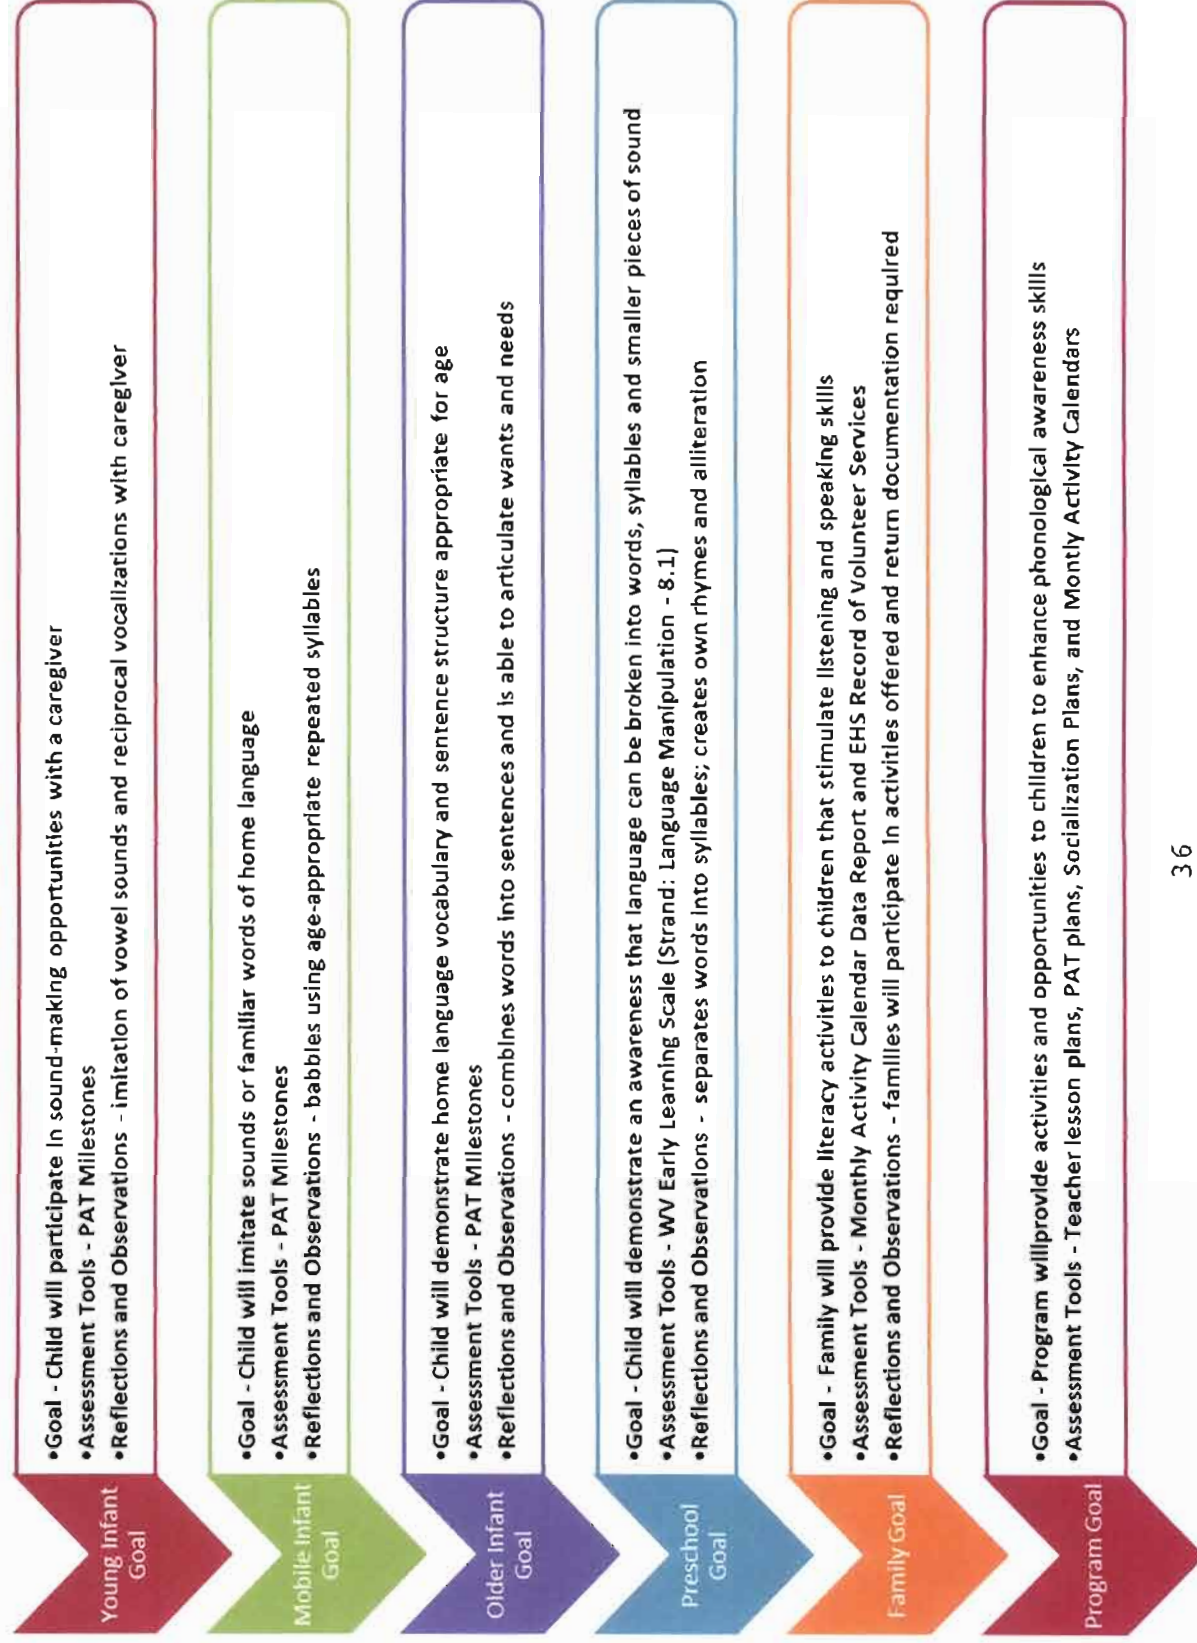 Young Infant
Goal
•Goal - Child will participate in sound-making opportunities with a caregiver
•Assessment Tools - PAT Milestones
•Reflections and Observations - imitation of vowel sounds and reciprocal vocalizations with caregiver
Mobile Infant
Goal
•Goal - Child will imitate sounds or familiar words of home language
•Assessment Tools - PAT Milestones
•Reflections and Observations - babbles using age-appropriate repeated syllables
Older Infant
Goal
•Goal - Child will demonstrate home language vocabulary and sentence structure appropriate for age
•Assessment Tools - PAT Milestones
•Reflections and Observations - combines words into sentences and is able to articulate wants and needs
Preschool
Goal
•Goal - Child will demonstrate an awareness that language can be broken into words, syllables and smaller pieces of sound
•Assessment Tools - WV Early Learning Scale (Strand: Language Manipulation - 8.1)
•Reflections and Observations - separates words into syllables; creates own rhymes and alliteration
Family Goal
•Goal - Family will provide literacy activities to children that stimulate listening and speaking skills
•Assessment Tools - Monthly Activity Calendar Data Report and EHS Record of Volunteer Services
•Reflections and Observations - families will participate in activities offered and return documentation required
Program Goal
•Goal - Program willprovide activities and opportunities to children to enhance phonological awareness skills
•Assessment Tools - Teacher lesson plans, PAT plans, Socialization Plans, and Montly Activity Calendars
36